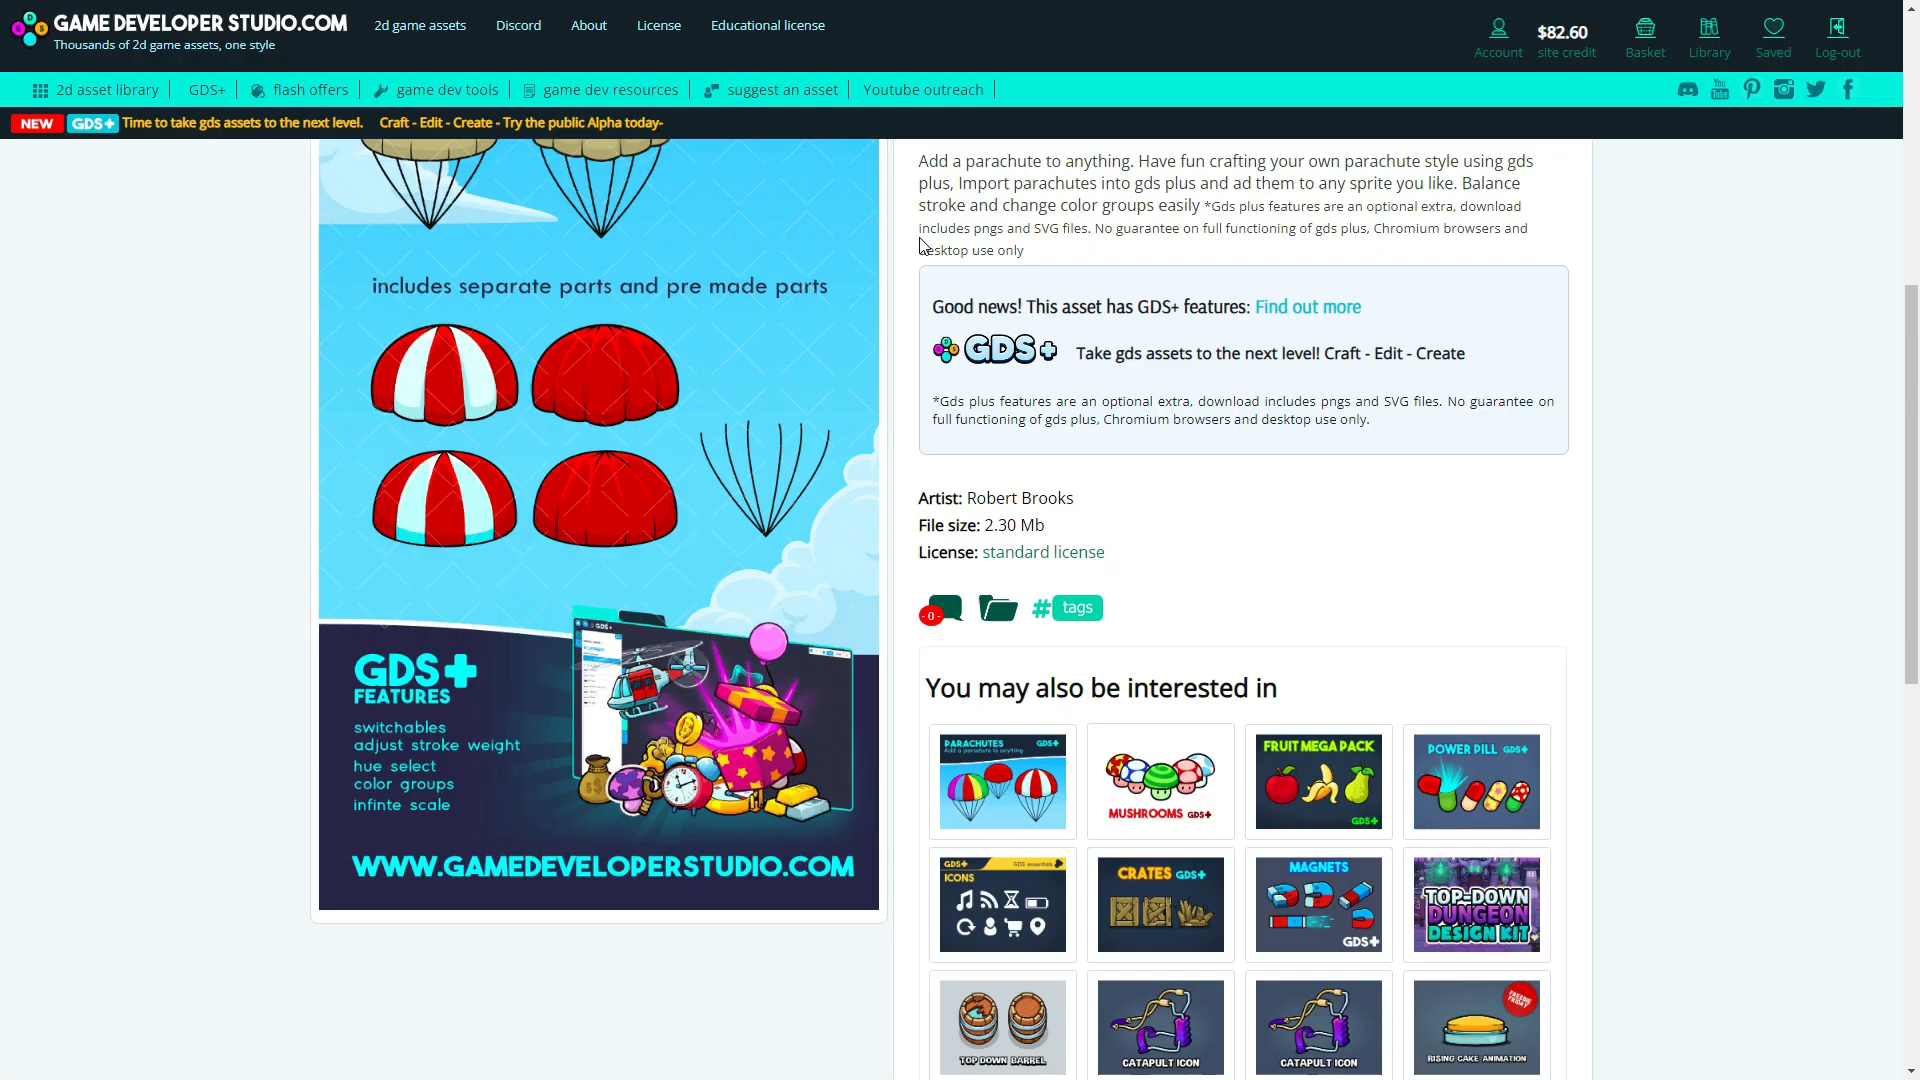 GAME DEVELOPER STUDIO.COM
Thousands of 2d game assets, one style
2d game assets
Discord
About
License
Educational license
Account
$82.60
site credit
Basket
Library
Saved
Log-out
2d asset library
GDS+
flash offers
game dev tools
game dev resources
suggest an asset
Youtube outreach
NEW GDS+ Time to take gds assets to the next level. Craft - Edit - Create - Try the public Alpha today-
includes separate parts and pre made parts
GDS+
FEATURES
switchables
adjust stroke weight
hue select
color groups
infinte scale
WWW.GAMEDEVELOPERSTUDIO.COM
Add a parachute to anything. Have fun crafting your own parachute style using gds
plus, Import parachutes into gds plus and ad them to any sprite you like. Balance
stroke and change color groups easily *Gds plus features are an optional extra, download
includes pngs and SVG files. No guarantee on full functioning of gds plus, Chromium browsers and
desktop use only
Good news! This asset has GDS+ features: Find out more
GDS+ Take gds assets to the next level! Craft - Edit - Create
*Gds plus features are an optional extra, download includes pngs and SVG files. No guarantee on
full functioning of gds plus, Chromium browsers and desktop use only.
Artist: Robert Brooks
File size: 2.30 Mb
License: standard license
-0-
# tags
You may also be interested in
PARACHUTES GDS+
Add a parachute to anything
MUSHROOMS GDS+
FRUIT MEGA PACK
GDS+
POWER PILL GDS+
GDS+ GDS essentials
ICONS
CRATES GDS+
MAGNETS
GDS+
TOP-DOWN
DUNGEON
DESIGN KIT
TOP DOWN BARREL
CATAPULT ICON
CATAPULT ICON
FREEBIE
FRIDAY
RISING CAKE ANIMATION